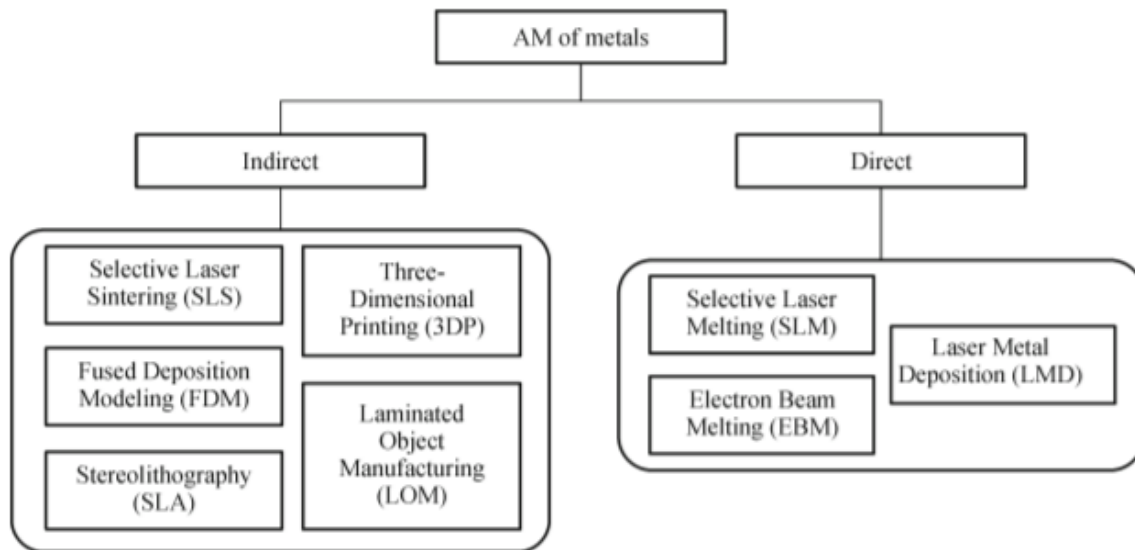 AM of metals
Indirect
Direct
Selective Laser
Sintering (SLS)
Fused Deposition
Modeling (FDM)
Stereolithography
(SLA)
Three-
Dimensional
Printing (3DP)
Laminated
Object
Manufacturing
(LOM)
Selective Laser
Melting (SLM)
Electron Beam
Melting (EBM)
Laser Metal
Deposition (LMD)